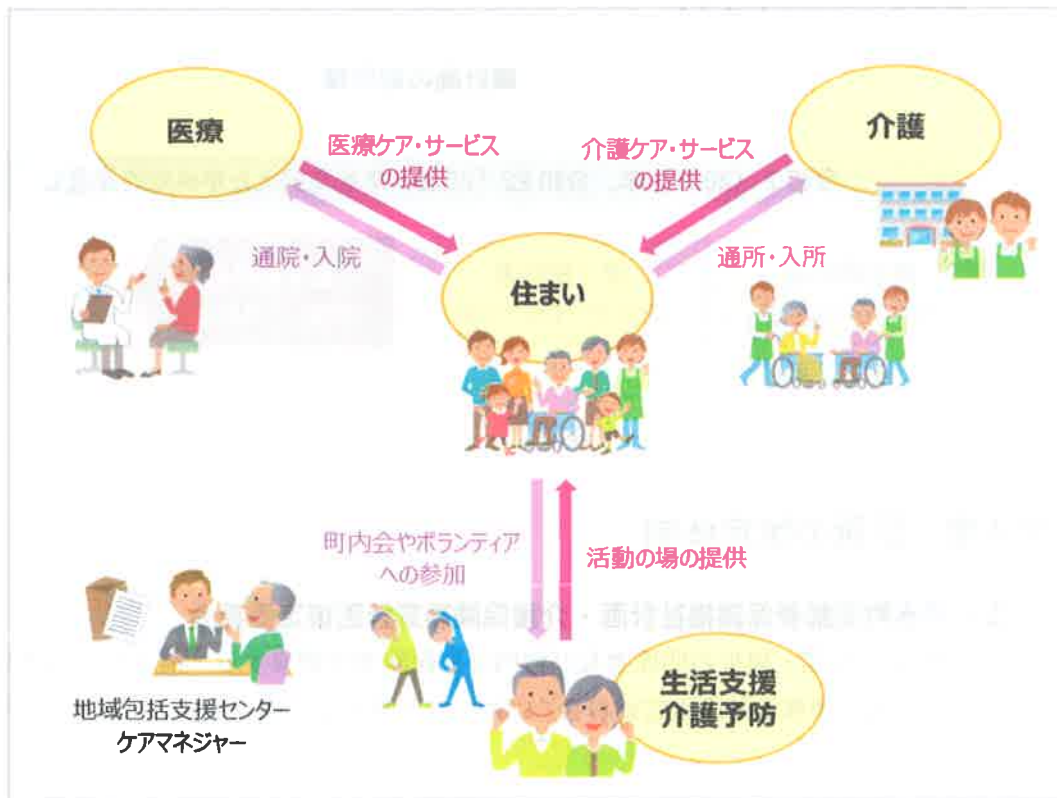 医療
医療ケア・サービス
の提供
介護ケア・サービス
の提供
介護
通院・入院
通所・入所
住まい
町内会やボランティア
への参加
活動の場の提供
地域包括支援センター
ケアマネジャー
生活支援
介護予防